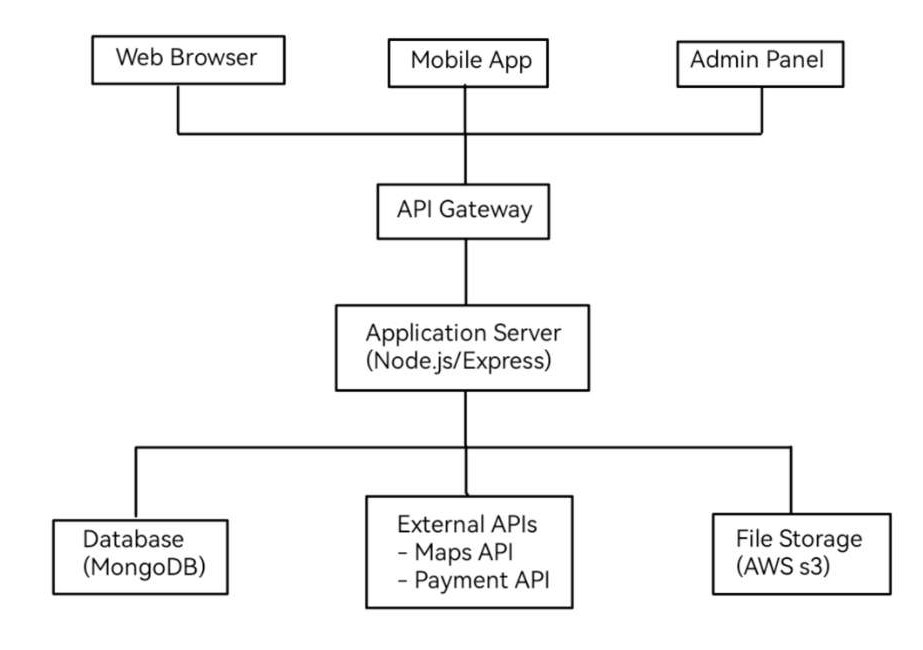 Web Browser
Mobile App
Admin Panel
API Gateway
Application Server
(Node.js/Express)
Database
(MongoDB)
External APIs
- Maps API
- Payment API
File Storage
(AWS s3)